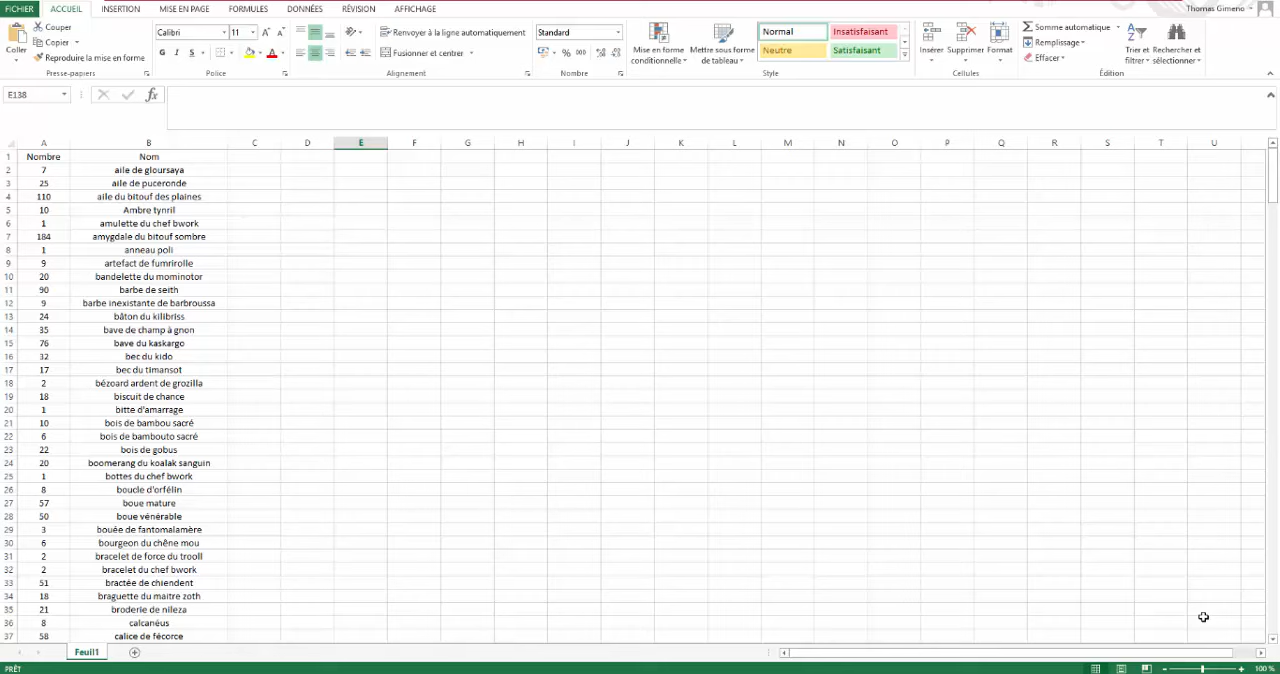 FICHIER ACCUEIL INSERTION MISE EN PAGE FORMULES DONNÉES RÉVISION AFFICHAGE Thomas Gimeno
Couper Calibri 11 A A Renvoyer à la ligne automatiquement Standard Normal Insatisfaisant Somme automatique
Coller Copier Mise en forme conditionnelle Mettre sous forme de tableau Neutre Satisfaisant Insérer Supprimer Format Remplissage Trier et filtrer Rechercher et sélectionner
Reproduire la mise en forme G I S Fusionner et centrer % 000 Effacer
Presse-papiers Police Alignement Nombre Style Cellules Édition
E138 fx
A B C D E F G H I J K L M N O P Q R S T U
1 Nombre Nom
2 7 aile de gloursaya
3 25 aile de puceronde
4 110 aile du bitouf des plaines
5 10 Ambre tynril
6 1 amulette du chef bwork
7 184 amygdale du bitouf sombre
8 1 anneau poli
9 9 artefact de fumrirolle
10 20 bandelette du mominotor
11 90 barbe de seith
12 9 barbe inexistante de barbroussa
13 24 bâton du kilibriss
14 35 bave de champ à gnon
15 76 bave du kaskargo
16 32 bec du kido
17 17 bec du timansot
18 2 bézoard ardent de grozilla
19 18 biscuit de chance
20 1 bitte d'amarrage
21 10 bois de bambou sacré
22 6 bois de bambouto sacré
23 22 bois de gobus
24 20 boomerang du koalak sanguin
25 1 bottes du chef bwork
26 8 boucle d'orfélin
27 57 boue mature
28 50 boue vénérable
29 3 bouée de fantomalamère
30 6 bourgeon du chêne mou
31 2 bracelet de force du trooll
32 2 bracelet du chef bwork
33 51 bractée de chiendent
34 18 braguette du maitre zoth
35 21 broderie de nileza
36 8 calcanéus
37 58 calice de fécorce
Feuil1
PRÊT 100 %